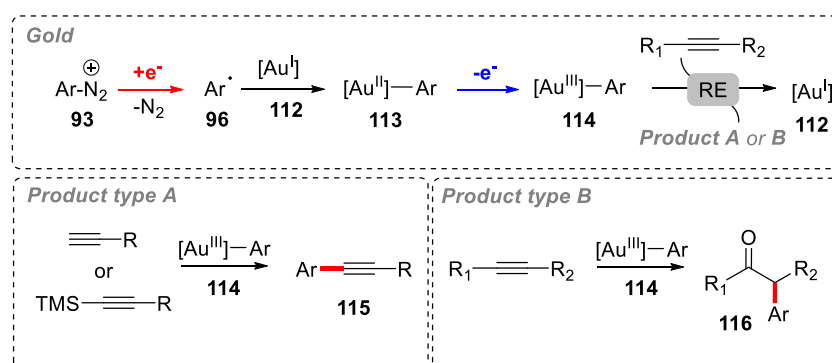 Gold
Ar-N2 ⊕ +e- -N2 Ar· [AuI] [AuII]—Ar -e- [AuIII]—Ar R1 R2 RE [AuI]
93 96 112 113 114 Product A or B 112
Product type A
R
or
TMS R
[AuIII]—Ar
114
Ar R
115
Product type B
R1 R2
[AuIII]—Ar
114
O
R1 R2
Ar
116